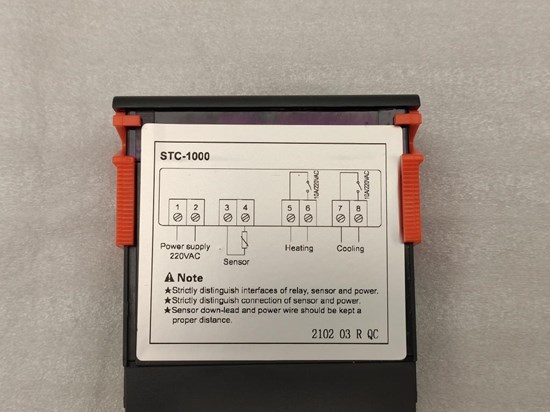 STC-1000
10A/220VAC 10A/220VAC
1 2 3 4 5 6 7 8
Power supply
220VAC
Sensor
Heating
Cooling
⚠ Note
★Strictly distinguish interfaces of relay, sensor and power.
★Strictly distinguish connection of sensor and power.
★Sensor down-lead and power wire should be kept a
proper distance.
2102 03 R QC